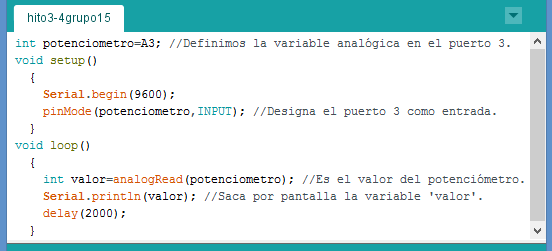 hito3-4grupo15
int potenciometro=A3; //Definimos la variable analógica en el puerto 3.
void setup()
  {
    Serial.begin(9600);
    pinMode(potenciometro,INPUT); //Designa el puerto 3 como entrada.
  }
void loop()
  {
    int valor=analogRead(potenciometro); //Es el valor del potenciómetro.
    Serial.println(valor); //Saca por pantalla la variable 'valor'.
    delay(2000);
  }